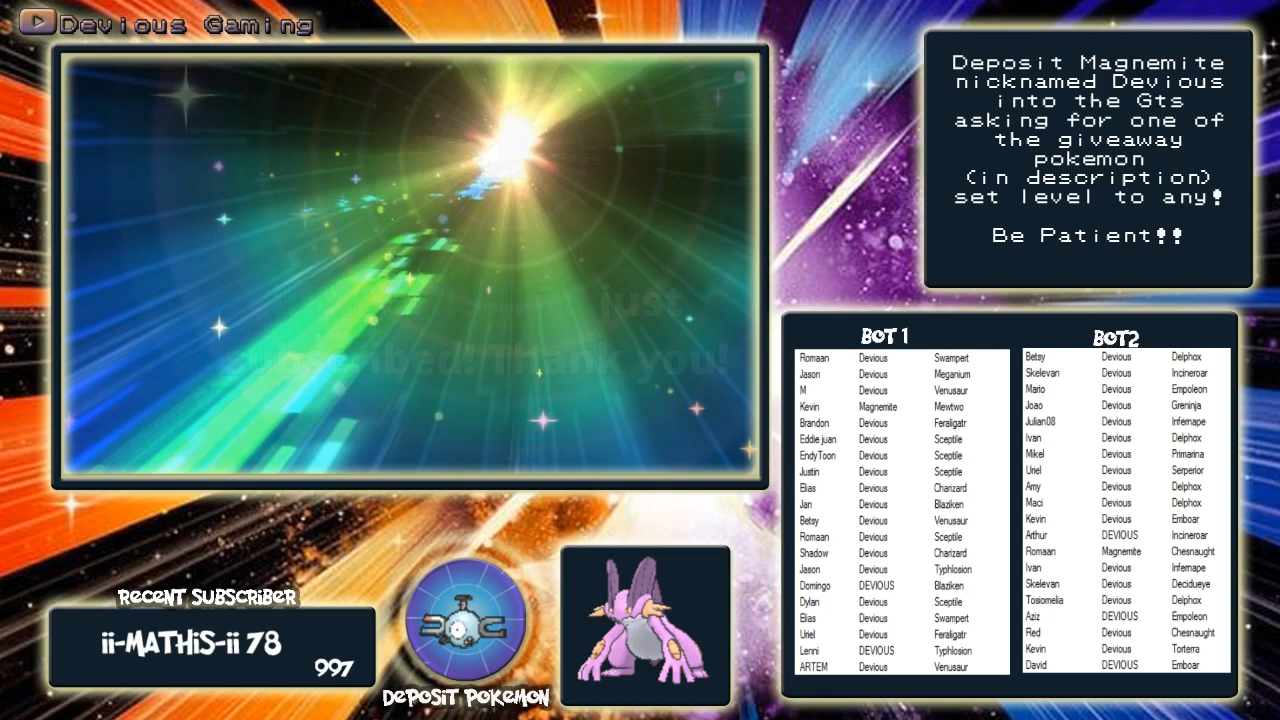 Devious Gaming
Deposit Magnemite
nicknamed Devious
into the Gts
asking for one of
the giveaway
pokemon
(in description)
set level to any!
Be Patient!!
just
Thank you!
BOT 1
Romaan Devious Swampert
Jason Devious Meganium
M Devious Venusaur
Kevin Magnemite Mewtwo
Brandon Devious Feraligatr
Eddie juan Devious Sceptile
EndyToon Devious Sceptile
Justin Devious Sceptile
Elias Devious Charizard
Jan Devious Blaziken
Betsy Devious Venusaur
Romaan Devious Sceptile
Shadow Devious Charizard
Jason Devious Typhlosion
Domingo DEVIOUS Blaziken
Dylan Devious Sceptile
Elias Devious Swampert
Uriel Devious Feraligatr
Lenni DEVIOUS Typhlosion
ARTEM Devious Venusaur
BOT2
Betsy Devious Delphox
Skelevan Devious Incineroar
Mario Devious Empoleon
Joao Devious Greninja
Julian08 Devious Infernape
Ivan Devious Delphox
Mikel Devious Primarina
Uriel Devious Serperior
Amy Devious Delphox
Maci Devious Delphox
Kevin Devious Emboar
Arthur DEVIOUS Incineroar
Romaan Magnemite Chesnaught
Ivan Devious Infernape
Skelevan Devious Decidueye
Tosiomelia Devious Delphox
Aziz DEVIOUS Empoleon
Red Devious Chesnaught
Kevin Devious Torterra
David DEVIOUS Emboar
RECENT SUBSCRIBER
ii-MATHiS-ii 78
997
DEPOSIT POKEMON